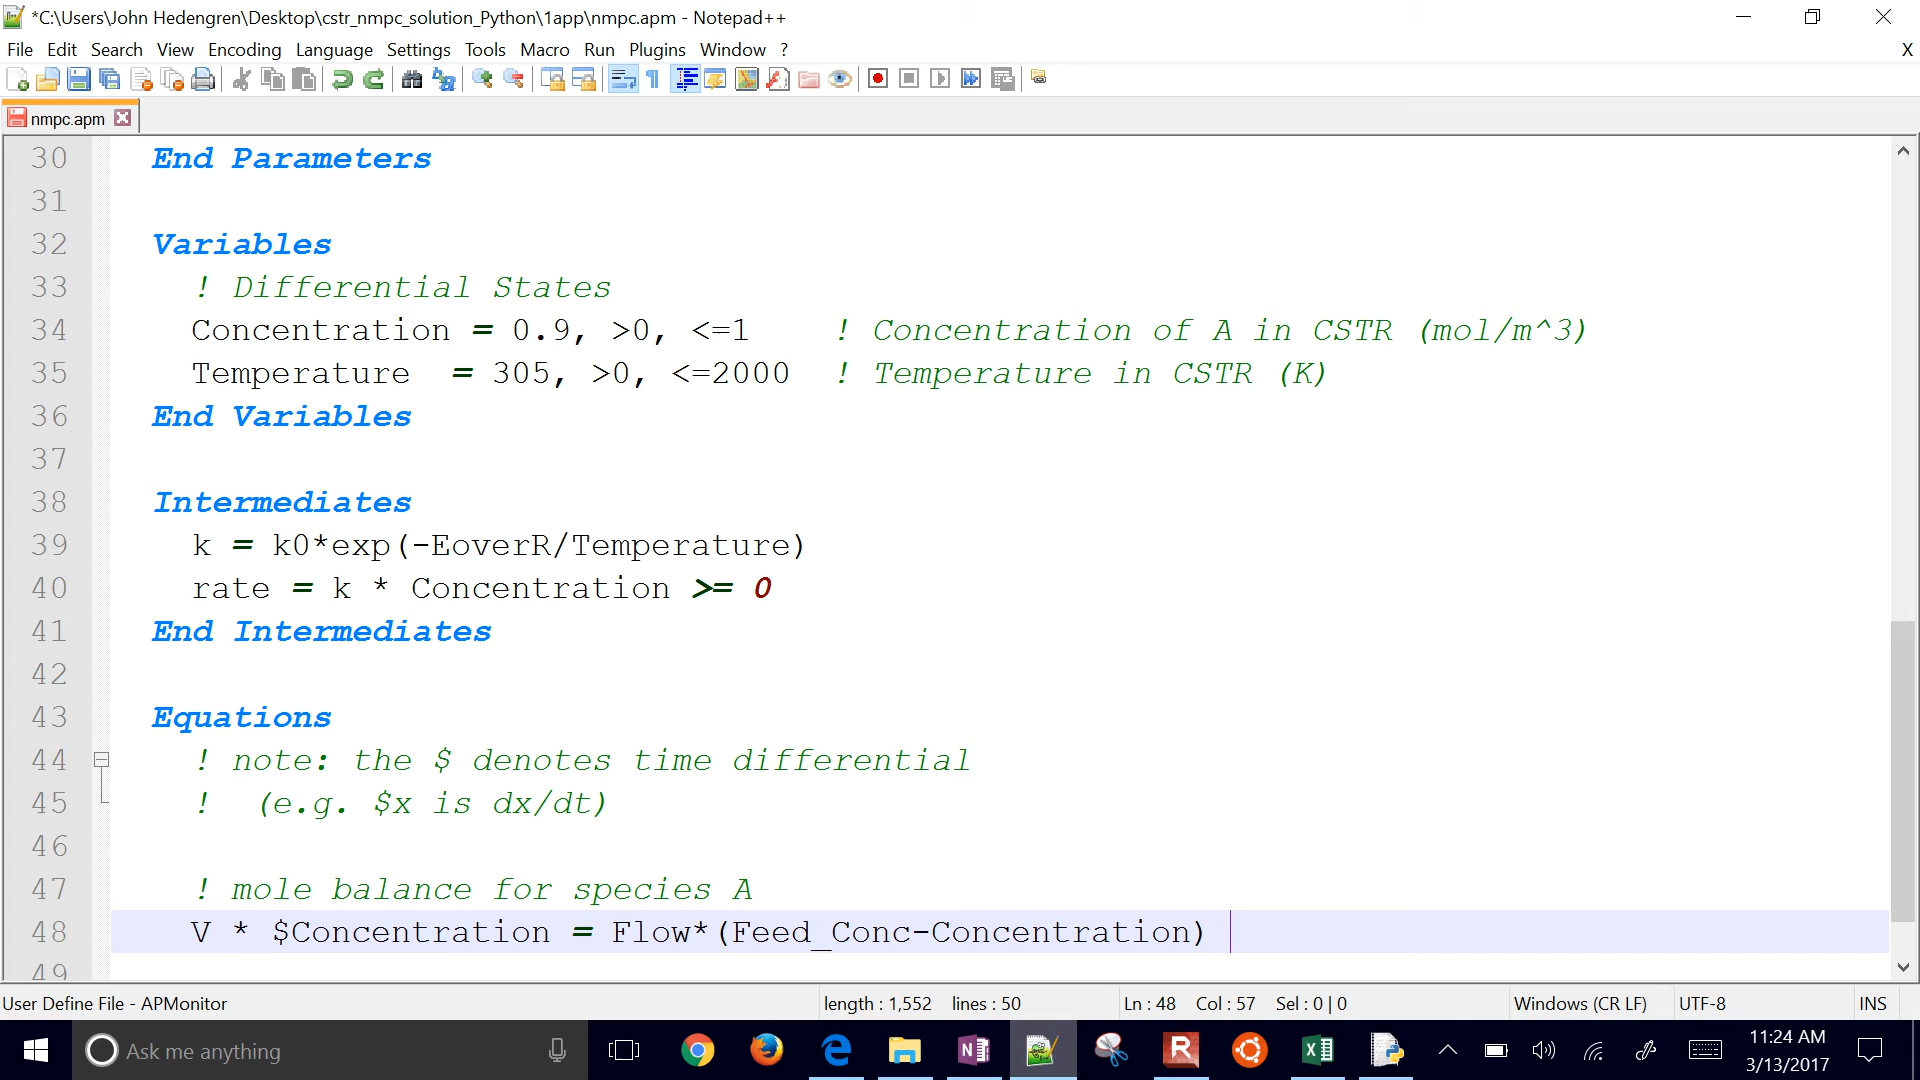 *C:\Users\John Hedengren\Desktop\cstr_nmpc_solution_Python\1app\nmpc.apm - Notepad++
File Edit Search View Encoding Language Settings Tools Macro Run Plugins Window ? X
nmpc.apm
30 End Parameters
31
32 Variables
33 ! Differential States
34 Concentration = 0.9, >0, <=1 ! Concentration of A in CSTR (mol/m^3)
35 Temperature = 305, >0, <=2000 ! Temperature in CSTR (K)
36 End Variables
37
38 Intermediates
39 k = k0*exp(-EoverR/Temperature)
40 rate = k * Concentration >= 0
41 End Intermediates
42
43 Equations
44 ! note: the $ denotes time differential
45 ! (e.g. $x is dx/dt)
46
47 ! mole balance for species A
48 V * $Concentration = Flow*(Feed_Conc-Concentration)
49
User Define File - APMonitor length : 1,552 lines : 50 Ln : 48 Col : 57 Sel : 0 | 0 Windows (CR LF) UTF-8 INS
Ask me anything
11:24 AM
3/13/2017